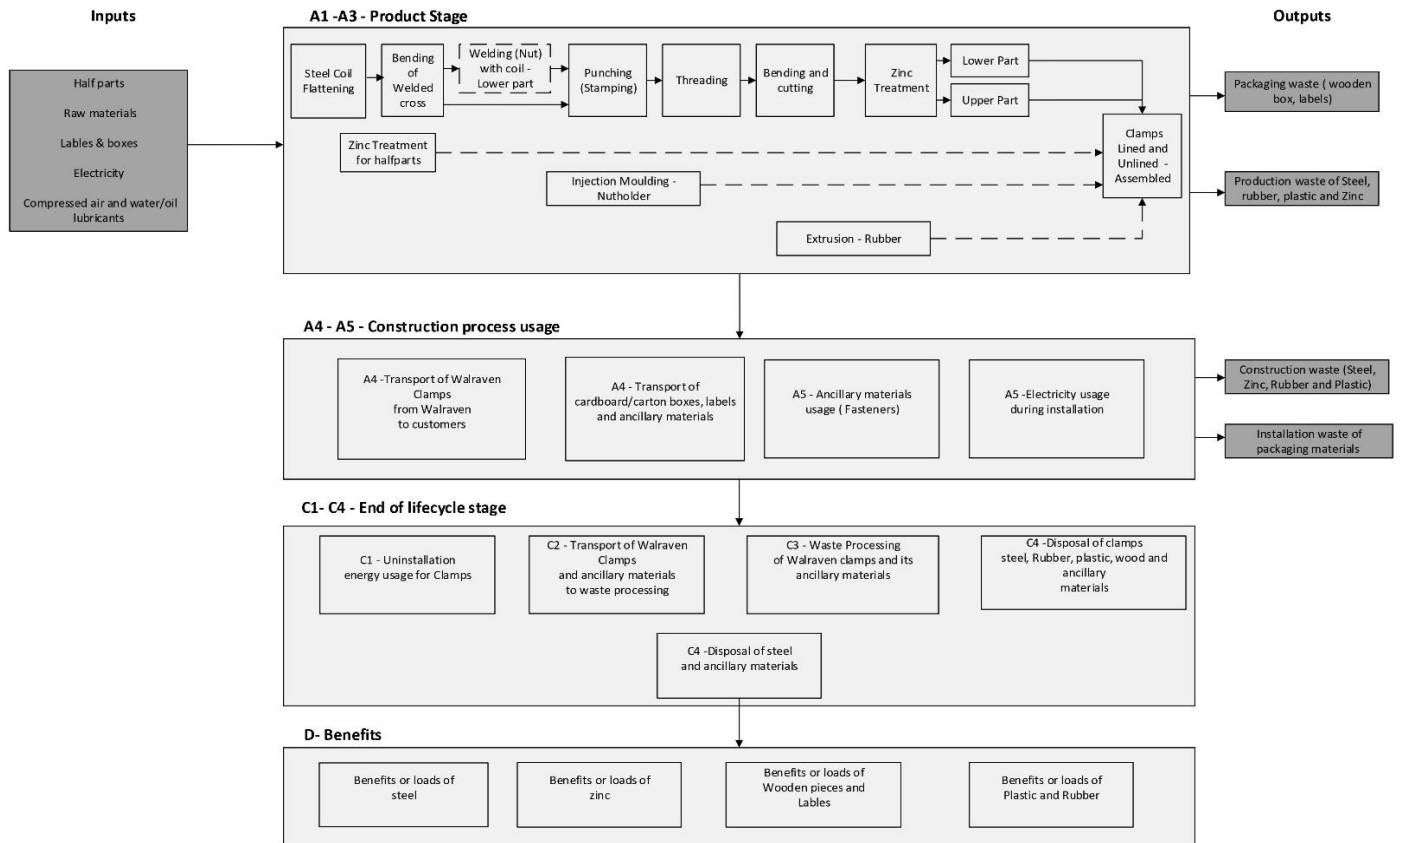 Inputs
A1 -A3 - Product Stage
Outputs
Half parts
Raw materials
Lables & boxes
Electricity
Compressed air and water/oil
lubricants
Steel Coil
Flattening
Bending
of
Welded
cross
Welding (Nut)
with coil -
Lower part
Punching
(Stamping)
Threading
Bending and
cutting
Zinc
Treatment
Lower Part
Upper Part
Zinc Treatment
for halfparts
Injection Moulding -
Nutholder
Extrusion - Rubber
Clamps
Lined and
Unlined -
Assembled
Packaging waste ( wooden
box, labels)
Production waste of Steel,
rubber, plastic and Zinc
A4 - A5 - Construction process usage
A4 -Transport of Walraven
Clamps
from Walraven
to customers
A4 - Transport of
cardboard/carton boxes, labels
and ancillary materials
A5 - Ancillary materials
usage ( Fasteners)
A5 -Electricity usage
during installation
Construction waste (Steel,
Zinc, Rubber and Plastic)
Installation waste of
packaging materials
C1- C4 - End of lifecycle stage
C1 - Uninstallation
energy usage for Clamps
C2 - Transport of Walraven
Clamps
and ancillary materials
to waste processing
C3 - Waste Processing
of Walraven clamps and its
ancillary materials
C4 -Disposal of clamps
steel, Rubber, plastic, wood and
ancillary
materials
C4 -Disposal of steel
and ancillary materials
D- Benefits
Benefits or loads of
steel
Benefits or loads of
zinc
Benefits or loads of
Wooden pieces and
Lables
Benefits or loads of
Plastic and Rubber